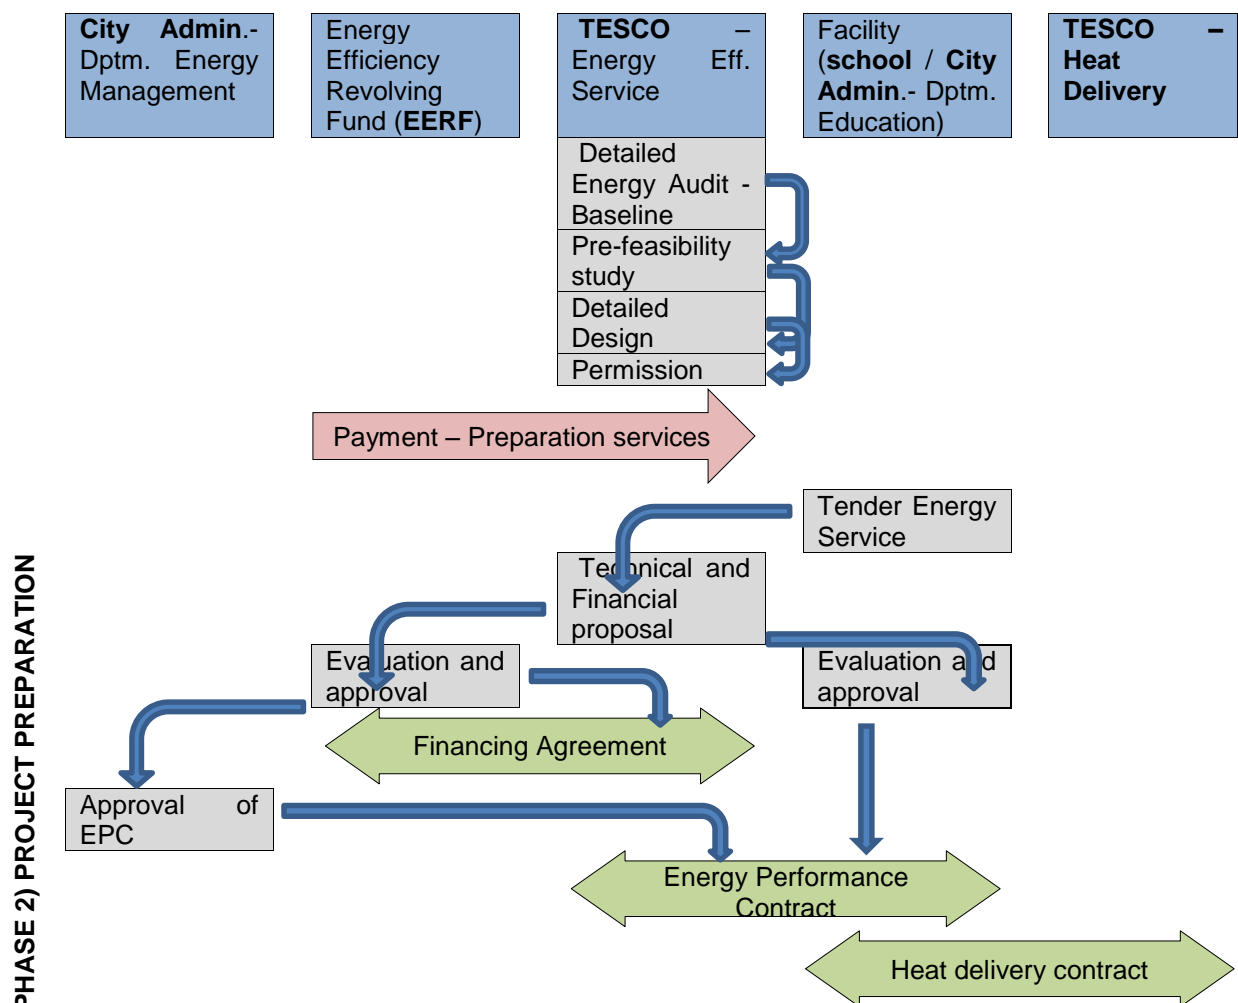 City Admin.-
Dptm. Energy
Management
Energy
Efficiency
Revolving
Fund (EERF)
TESCO –
Energy Eff.
Service
Facility
(school / City
Admin.- Dptm.
Education)
TESCO –
Heat
Delivery
Detailed
Energy Audit -
Baseline
Pre-feasibility
study
Detailed
Design
Permission
Payment – Preparation services
Tender Energy
Service
Technical and
Financial
proposal
Evaluation and
approval
Evaluation and
approval
Financing Agreement
Approval of
EPC
Energy Performance
Contract
Heat delivery contract
PHASE 2) PROJECT PREPARATION